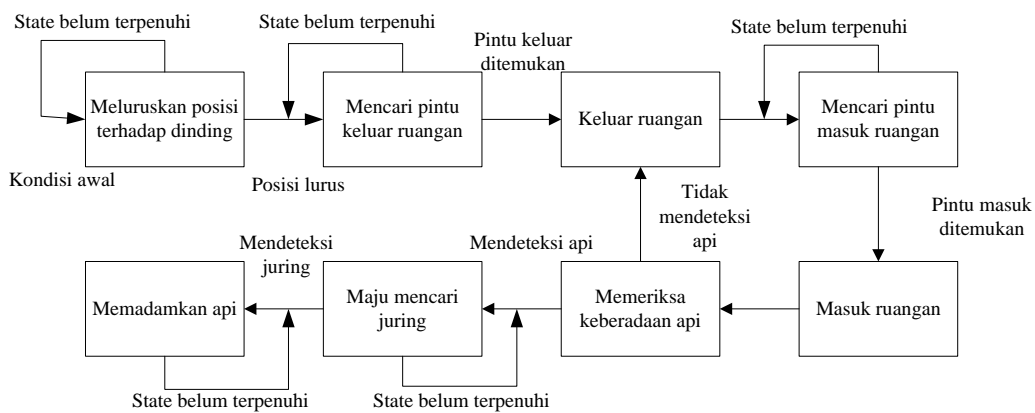 State belum terpenuhi
State belum terpenuhi
Pintu keluar
ditemukan
State belum terpenuhi
Meluruskan posisi
terhadap dinding
Mencari pintu
keluar ruangan
Keluar ruangan
Mencari pintu
masuk ruangan
Kondisi awal
Posisi lurus
Tidak
mendeteksi
api
Pintu masuk
ditemukan
Mendeteksi
juring
Mendeteksi api
Memadamkan api
Maju mencari
juring
Memeriksa
keberadaan api
Masuk ruangan
State belum terpenuhi
State belum terpenuhi